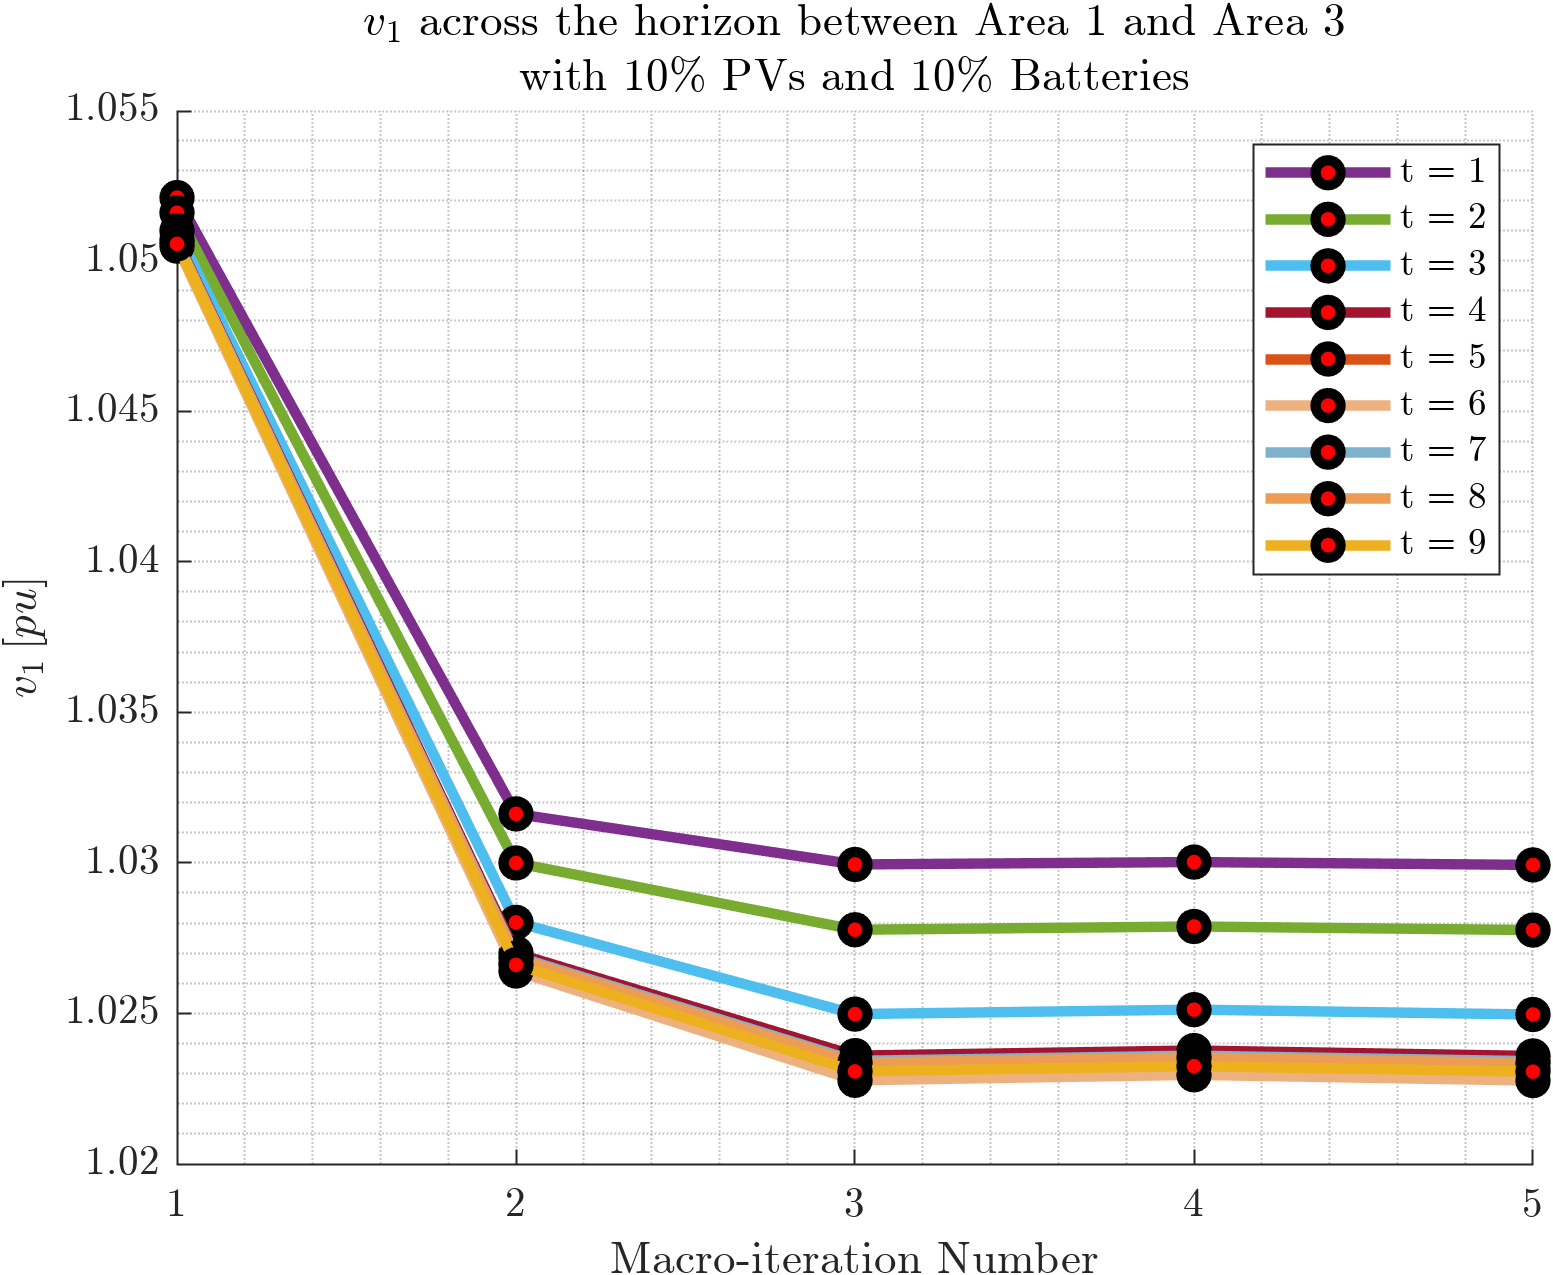 v₁ across the horizon between Area 1 and Area 3
with 10% PVs and 10% Batteries
1.055
1.05
1.045
1.04
1.035
1.03
1.025
1.02
v₁ [pu]
t = 1
t = 2
t = 3
t = 4
t = 5
t = 6
t = 7
t = 8
t = 9
1 2 3 4 5
Macro-iteration Number